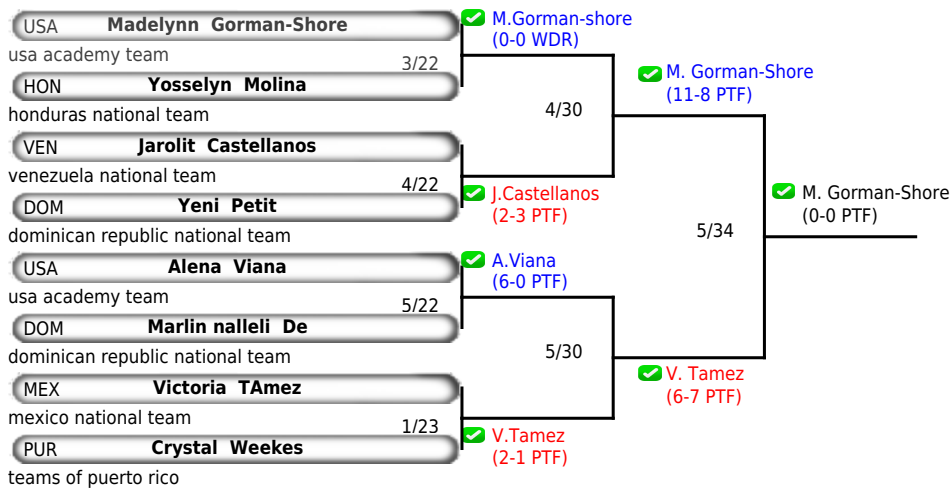 USA Madelynn Gorman-Shore
usa academy team
3/22
HON Yosselyn Molina
honduras national team
VEN Jarolit Castellanos
venezuela national team
4/22
DOM Yeni Petit
dominican republic national team
USA Alena Viana
usa academy team
5/22
DOM Marlin nalleli De
dominican republic national team
MEX Victoria TAmez
mexico national team
1/23
PUR Crystal Weekes
teams of puerto rico
M.Gorman-shore
(0-0 WDR)
4/30
J.Castellanos
(2-3 PTF)
A.Viana
(6-0 PTF)
5/30
V.Tamez
(2-1 PTF)
M. Gorman-Shore
(11-8 PTF)
5/34
V. Tamez
(6-7 PTF)
M. Gorman-Shore
(0-0 PTF)